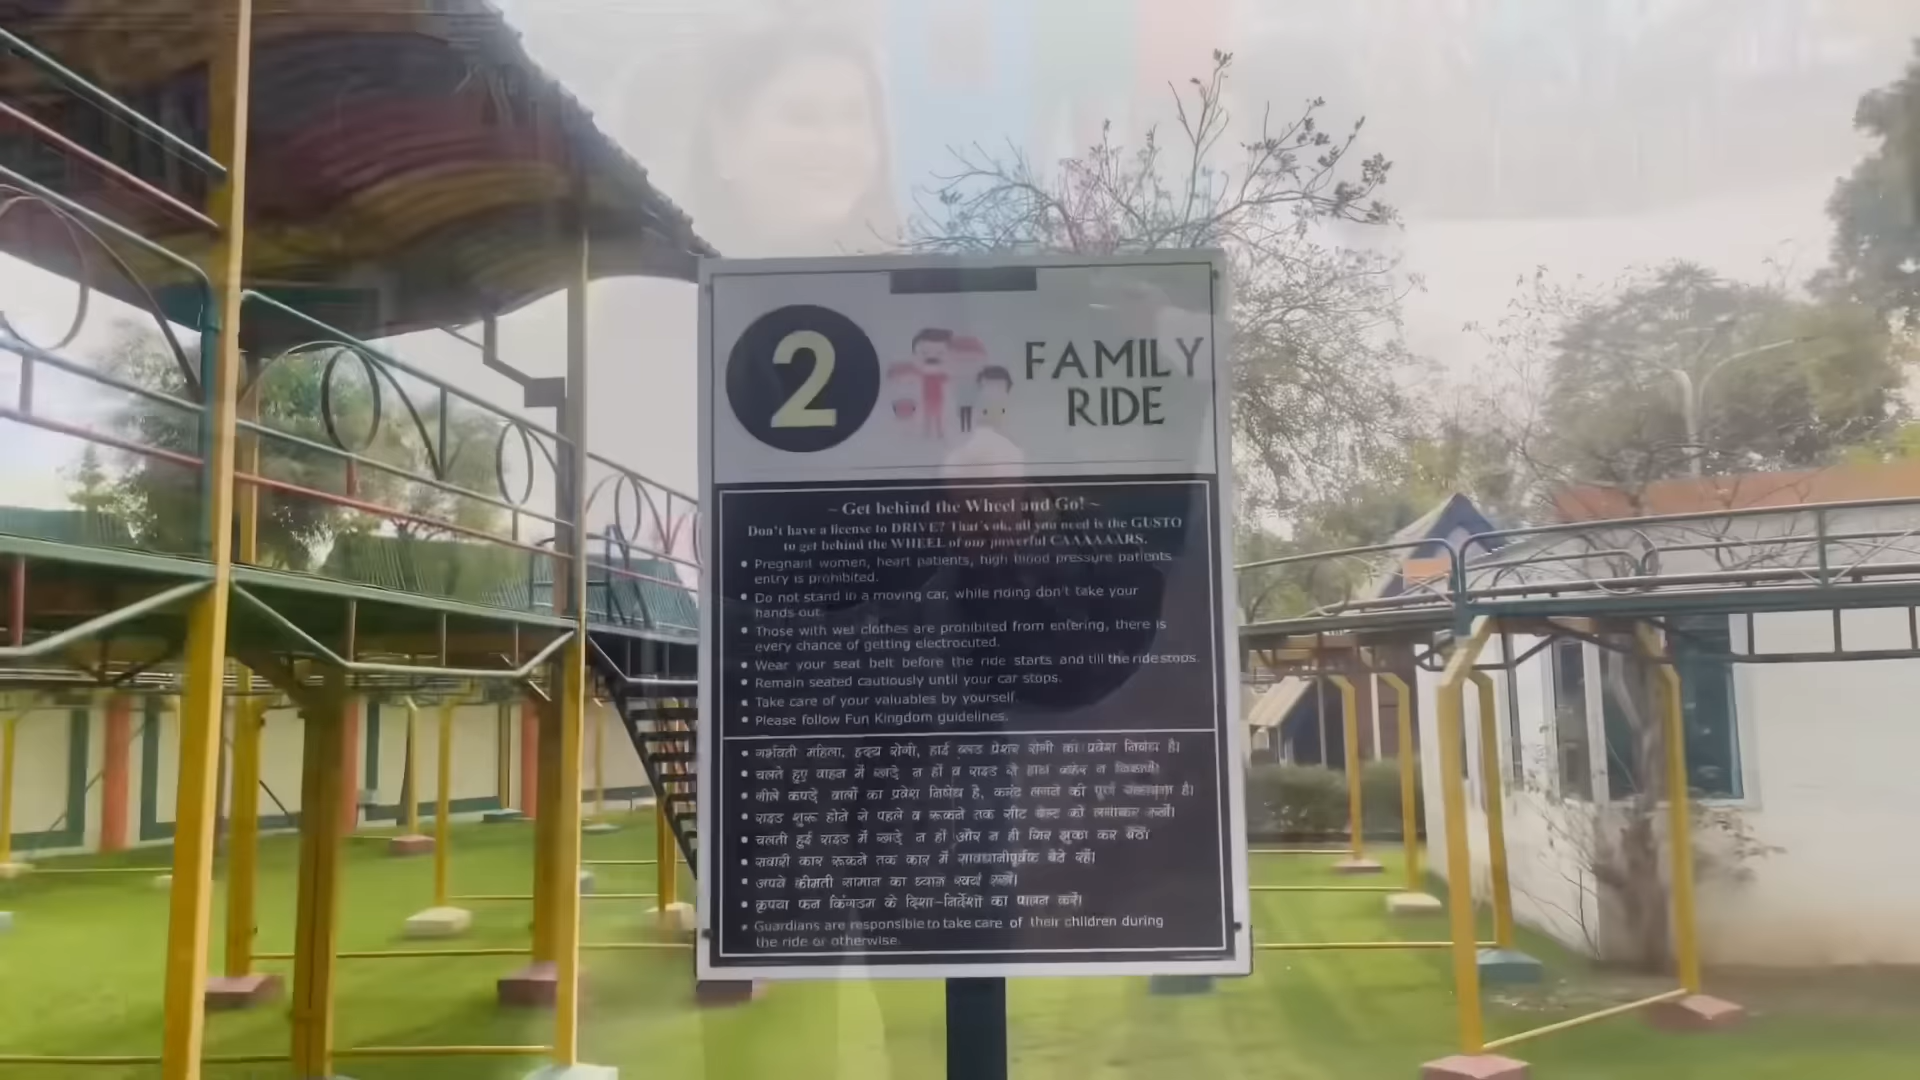 2
FAMILY
RIDE
~ Get behind the Wheel and Go! ~
Don't have a license to DRIVE? That's ok, all you need is the GUSTO
to get behind the WHEEL of our powerful CAAAAAARS.
• Pregnant women, heart patients, high blood pressure patients
entry is prohibited.
• Do not stand in a moving car, while riding don't take your
hands out.
• Those with wet clothes are prohibited from entering, there is
every chance of getting electrocuted.
• Wear your seat belt before the ride starts and till the ride stops.
• Remain seated cautiously until your car stops.
• Take care of your valuables by yourself.
• Please follow Fun Kingdom guidelines.
• गर्भवती महिला, हृदय रोगी, हाई ब्लड प्रेशर रोगी का प्रवेश निषेध है।
• चलते हुए वाहन में खड़े न हों व राइड से हाथ बाहर न निकालें।
• गीले कपड़े वालों का प्रवेश निषेध है, करंट लगने की पूर्ण संभावना है।
• राइड शुरू होने से पहले व रूकने तक सीट बेल्ट को लगाकर रखें।
• चलती हुई राइड में खड़े न हों और न ही सिर झुका कर बैठें।
• सवारी कार रूकने तक कार में सावधानीपूर्वक बैठे रहें।
• अपने कीमती सामान का ध्यान स्वयं रखें।
• कृपया फन किंगडम के दिशा-निर्देशों का पालन करें।
• Guardians are responsible to take care of their children during
the ride or otherwise.